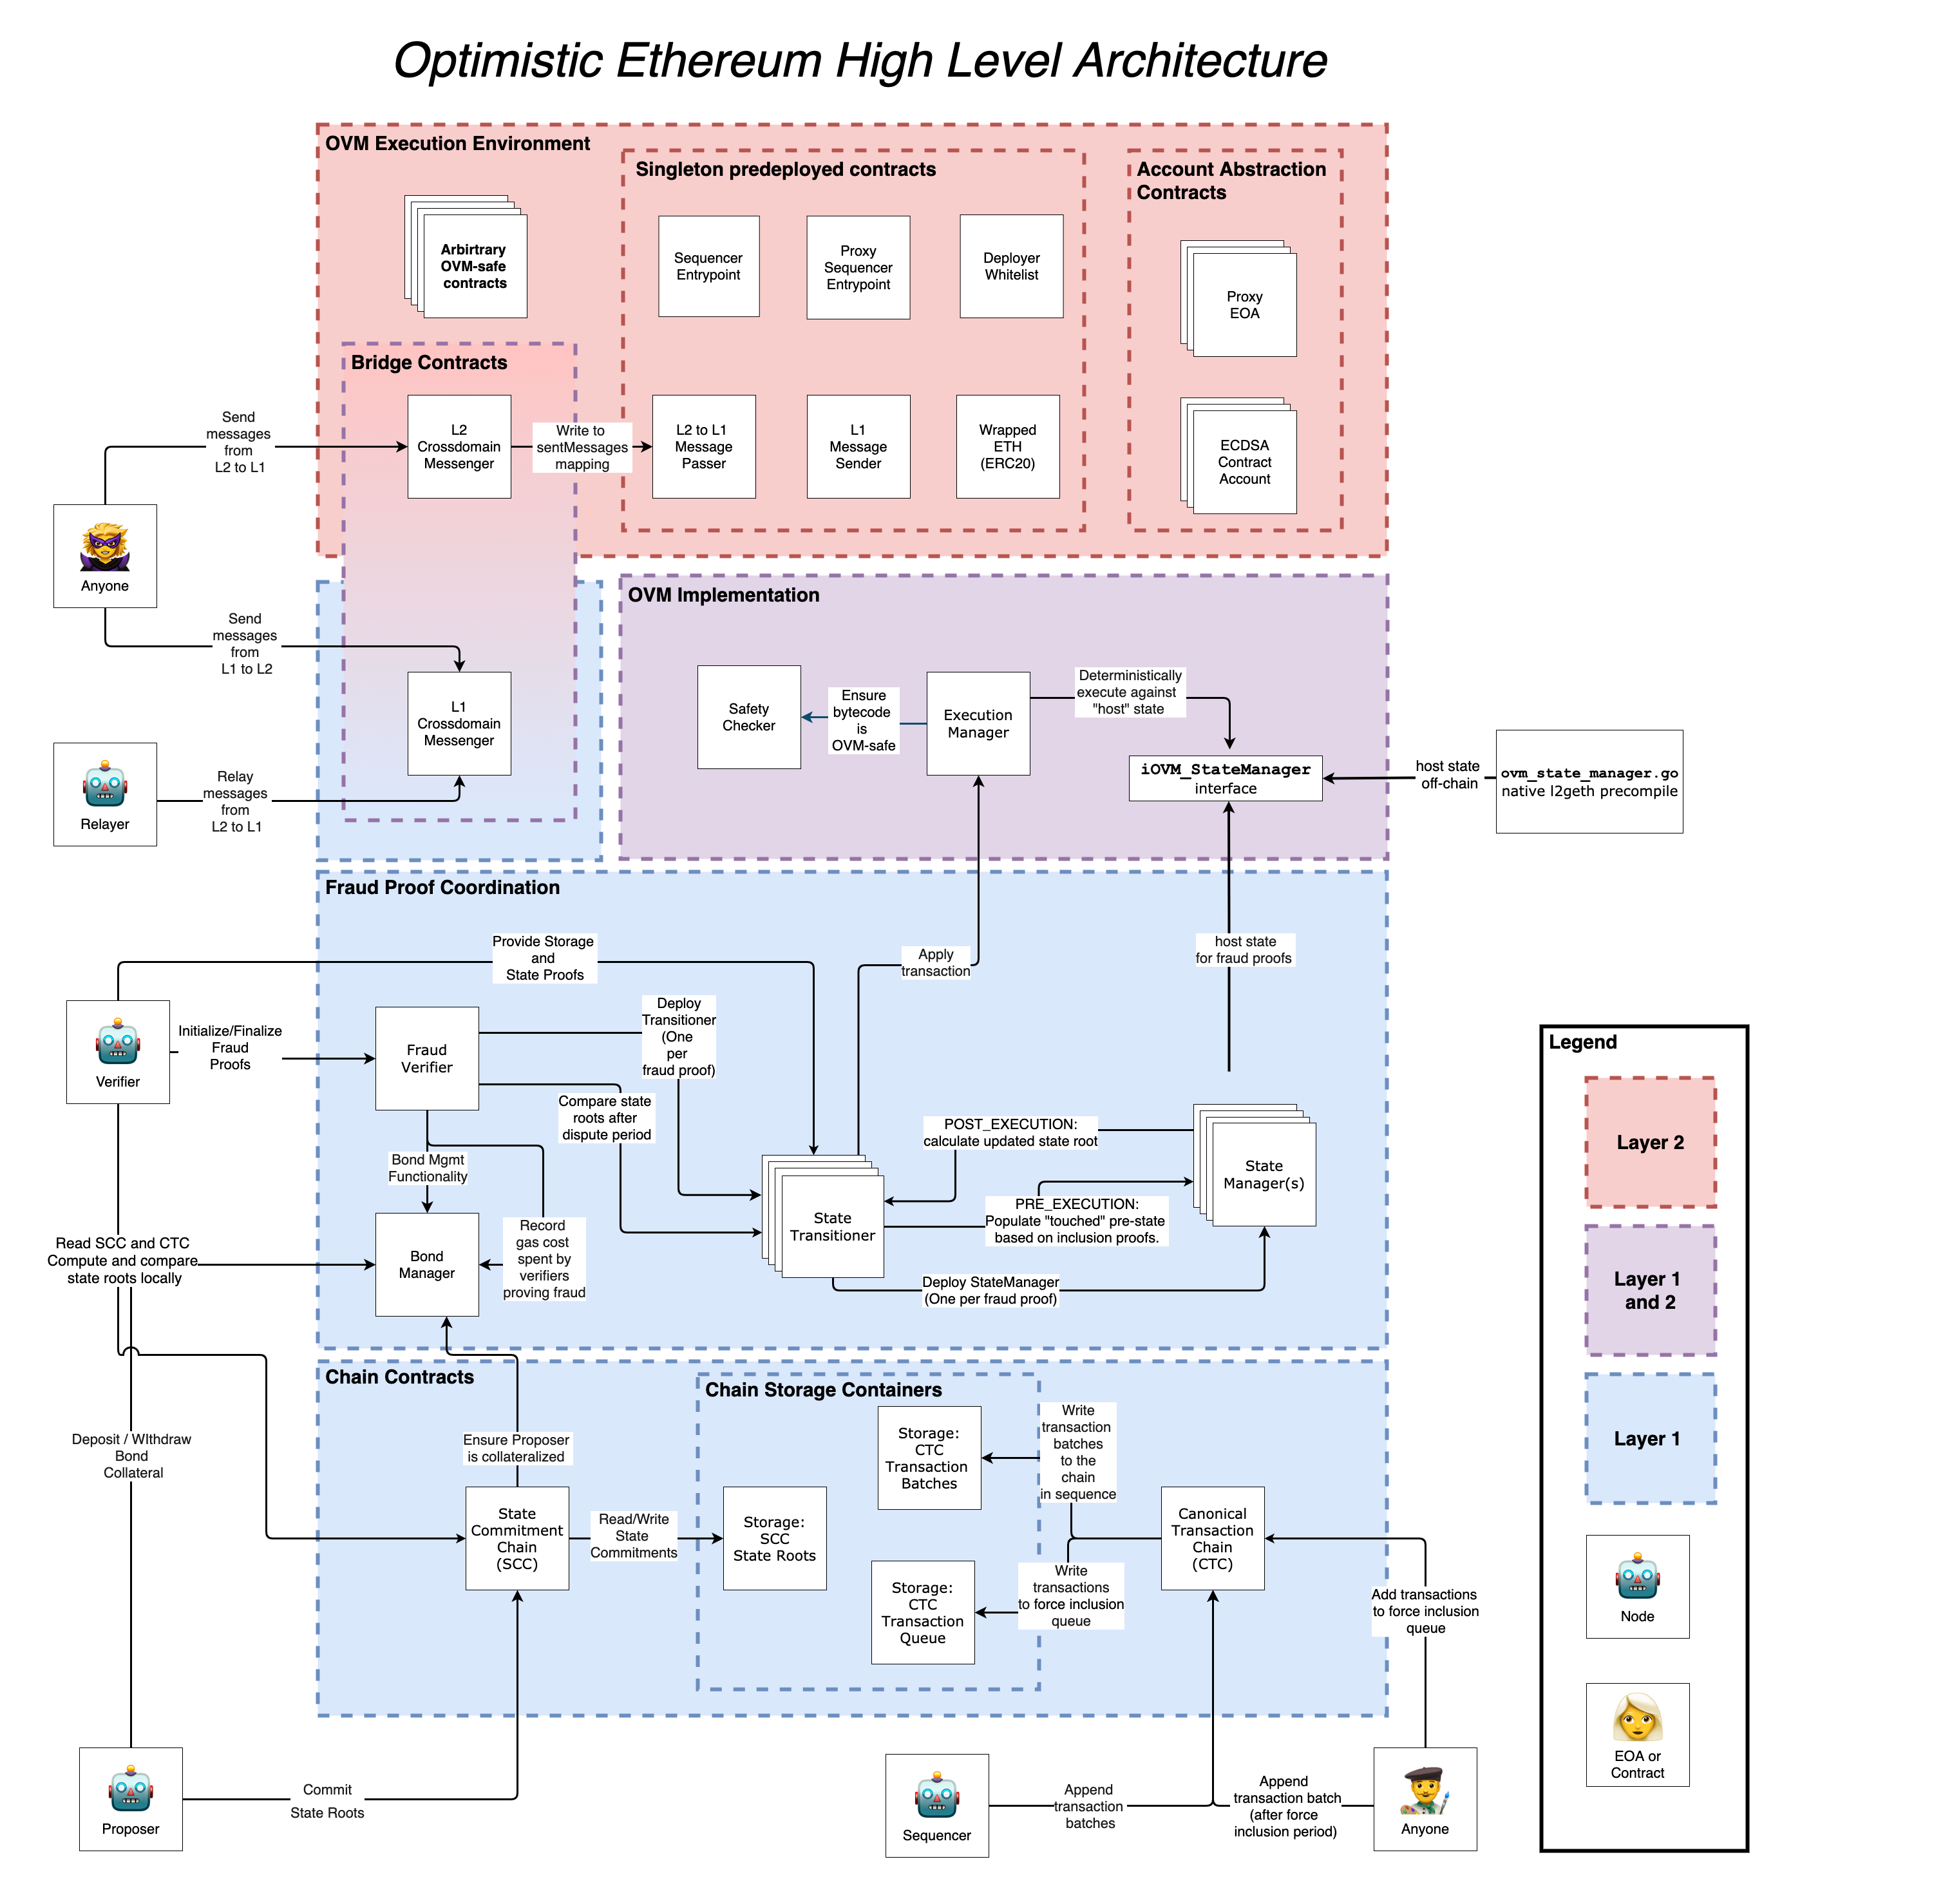 Optimistic Ethereum High Level Architecture
OVM Execution Environment
Arbirtrary
OVM-safe
contracts
Singleton predeployed contracts
Sequencer
Entrypoint
Proxy
Sequencer
Entrypoint
Deployer
Whitelist
L2 to L1
Message
Passer
L1
Message
Sender
Wrapped
ETH
(ERC20)
Account Abstraction
Contracts
Proxy
EOA
ECDSA
Contract
Account
Bridge Contracts
L2
Crossdomain
Messenger
Write to
sentMessages
mapping
L1
Crossdomain
Messenger
Send
messages
from
L2 to L1
Anyone
Send
messages
from
L1 to L2
Relay
messages
from
L2 to L1
Relayer
OVM Implementation
Safety
Checker
Ensure
bytecode
is
OVM-safe
Execution
Manager
Deterministically
execute against
"host" state
iOVM_StateManager
interface
host state
off-chain
ovm_state_manager.go
native l2geth precompile
Fraud Proof Coordination
Provide Storage
and
State Proofs
Apply
transaction
host state
for fraud proofs
Verifier
Initialize/Finalize
Fraud
Proofs
Fraud
Verifier
Deploy
Transitioner
(One
per
fraud proof)
Compare state
roots after
dispute period
Bond Mgmt
Functionality
Record
gas cost
spent by
verifiers
proving fraud
Bond
Manager
State
Transitioner
POST_EXECUTION:
calculate updated state root
PRE_EXECUTION:
Populate "touched" pre-state
based on inclusion proofs.
State
Manager(s)
Deploy StateManager
(One per fraud proof)
Read SCC and CTC
Compute and compare
state roots locally
Deposit / WIthdraw
Bond
Collateral
Chain Contracts
Ensure Proposer
is collateralized
State
Commitment
Chain
(SCC)
Read/Write
State
Commitments
Chain Storage Containers
Storage:
SCC
State Roots
Storage:
CTC
Transaction
Batches
Storage:
CTC
Transaction
Queue
Write
transaction
batches
to the
chain
in sequence
Write
transactions
to force inclusion
queue
Canonical
Transaction
Chain
(CTC)
Add transactions
to force inclusion
queue
Proposer
Commit
State Roots
Sequencer
Append
transaction
batches
Append
transaction batch
(after force
inclusion period)
Anyone
Legend
Layer 2
Layer 1
and 2
Layer 1
Node
EOA or
Contract